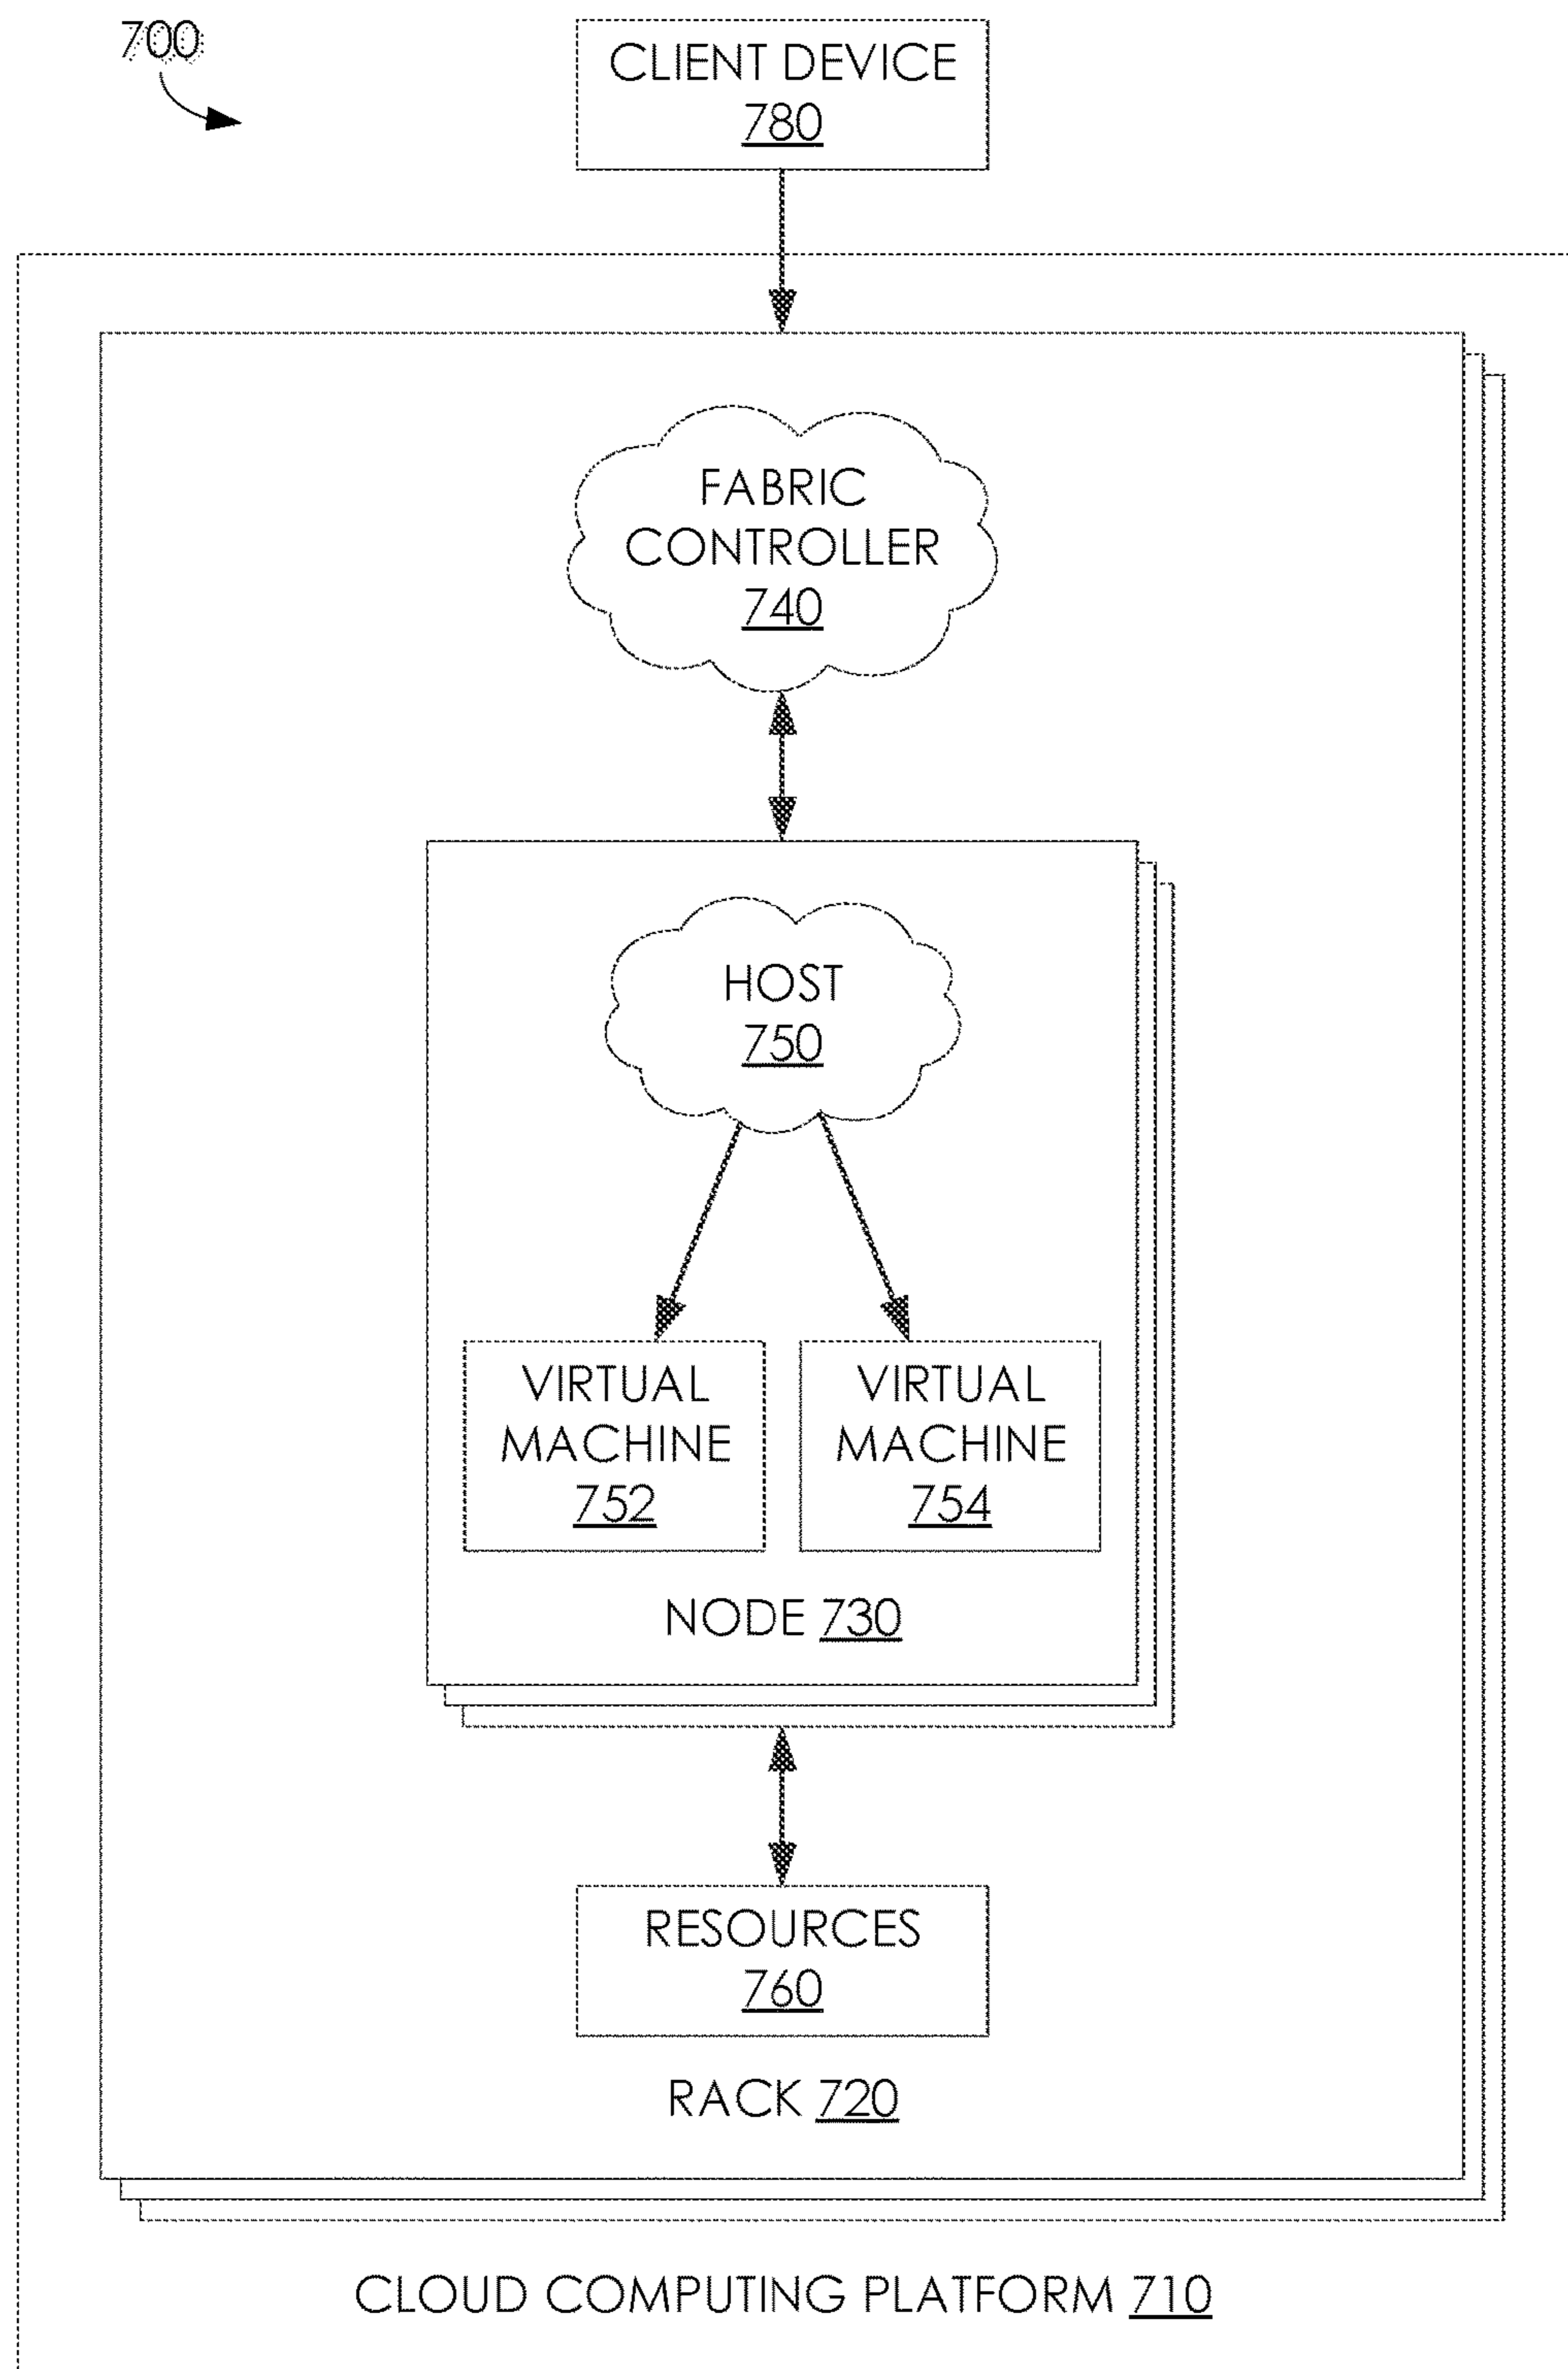 700
CLIENT DEVICE
780
FABRIC
CONTROLLER
740
HOST
750
VIRTUAL
MACHINE
752
VIRTUAL
MACHINE
754
NODE 730
RESOURCES
760
RACK 720
CLOUD COMPUTING PLATFORM 710